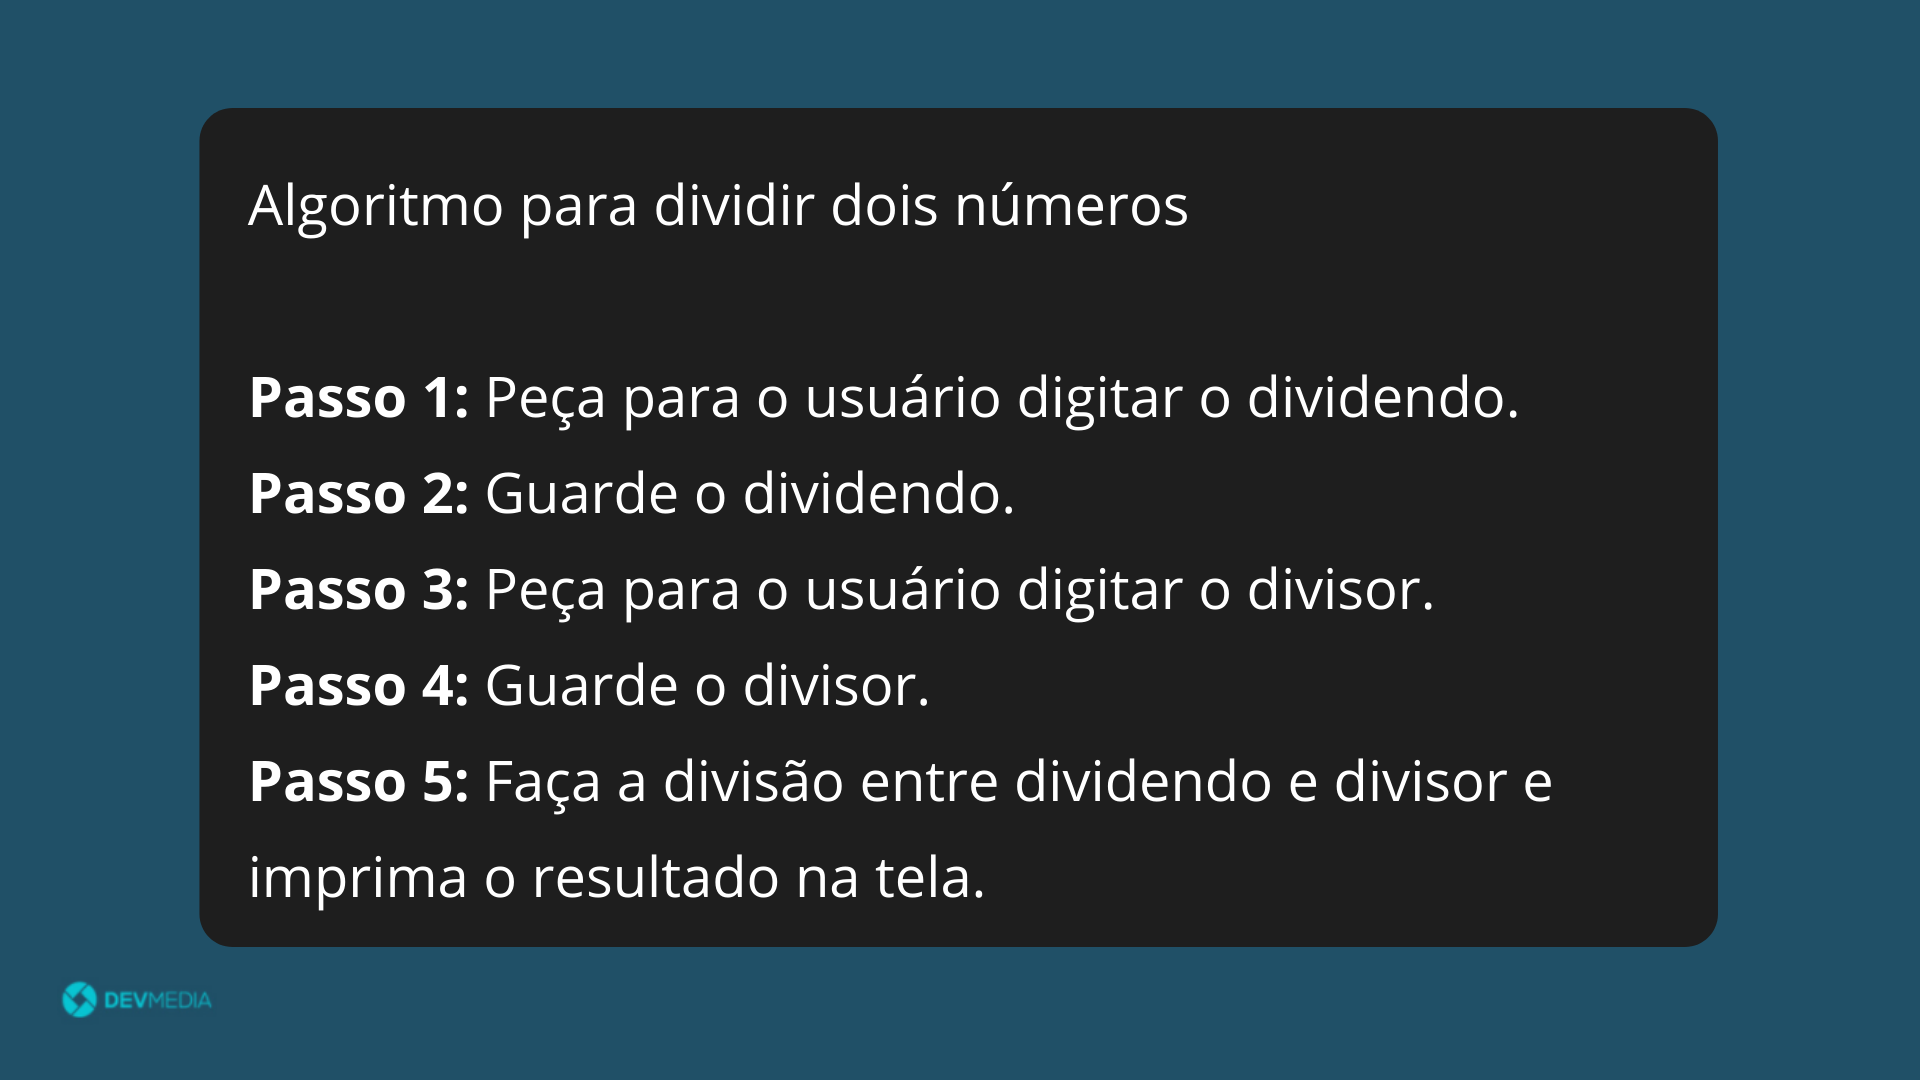 Algoritmo para dividir dois números
Passo 1: Peça para o usuário digitar o dividendo.
Passo 2: Guarde o dividendo.
Passo 3: Peça para o usuário digitar o divisor.
Passo 4: Guarde o divisor.
Passo 5: Faça a divisão entre dividendo e divisor e
imprima o resultado na tela.
DEVMEDIA